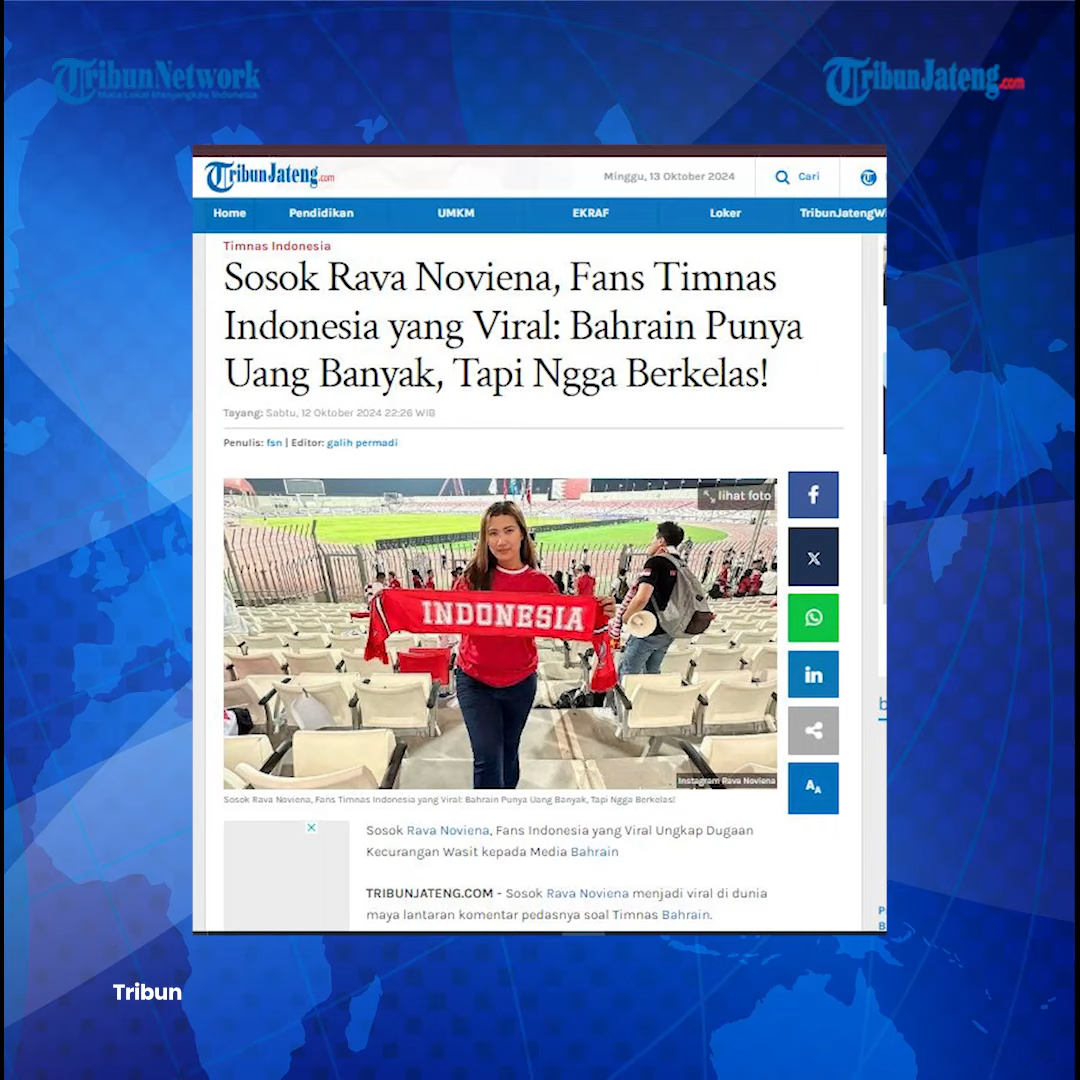 TribunNetwork
Mata Lokal Menjangkau Indonesia
TribunJateng.com
TribunJateng.com
Minggu, 13 Oktober 2024
Cari
Home
Pendidikan
UMKM
EKRAF
Loker
TribunJatengWi
Timnas Indonesia
Sosok Rava Noviena, Fans Timnas
Indonesia yang Viral: Bahrain Punya
Uang Banyak, Tapi Ngga Berkelas!
Tayang: Sabtu, 12 Oktober 2024 22:26 WIB
Penulis: fsn | Editor: galih permadi
lihat foto
INDONESIA
Instagram Rava Noviena
Sosok Rava Noviena, Fans Timnas Indonesia yang Viral: Bahrain Punya Uang Banyak, Tapi Ngga Berkelas!
Sosok Rava Noviena, Fans Indonesia yang Viral Ungkap Dugaan
Kecurangan Wasit kepada Media Bahrain
TRIBUNJATENG.COM - Sosok Rava Noviena menjadi viral di dunia
maya lantaran komentar pedasnya soal Timnas Bahrain.
Tribun